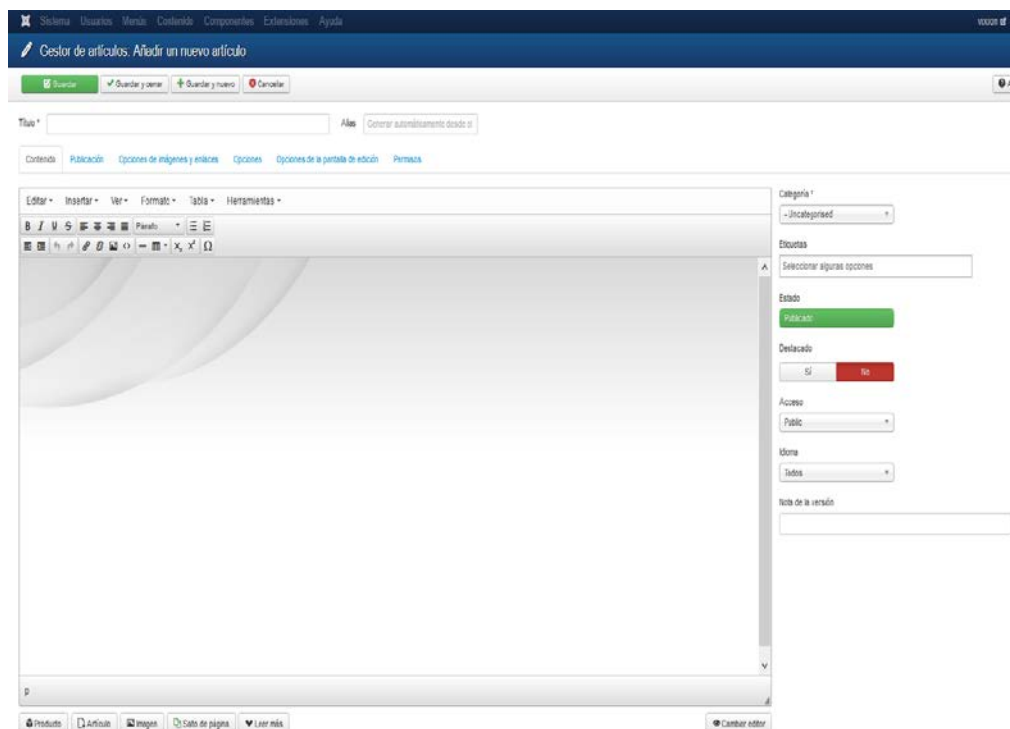 Sistema Usuarios Menús Contenido Componentes Extensiones Ayuda
Gestor de artículos. Añadir un nuevo artículo
Guardar Guardar y cerrar Guardar y nuevo Cancelar
Título * Alias Generar automáticamente desde el
Contenido Publicación Opciones de imágenes y enlaces Opciones Opciones de la pantalla de edición Permisos
Editar Insertar Ver Formato Tabla Herramientas
Categoría *
- Uncategorised
B I U S Párrafo
x₂ x² Ω
Etiquetas
Seleccionar algunas opciones
Estado
Publicado
Destacado
Sí No
Acceso
Public
Idioma
Todos
Nota de la versión
p
Producto Artículo Imagen Salto de página Leer más Cambiar editor